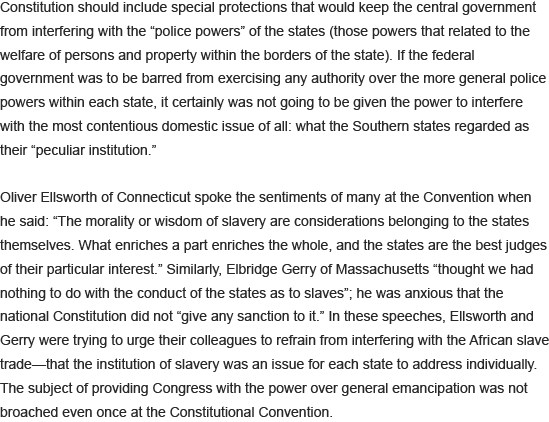 Constitution should include special protections that would keep the central government
from interfering with the “police powers” of the states (those powers that related to the
welfare of persons and property within the borders of the state). If the federal
government was to be barred from exercising any authority over the more general police
powers within each state, it certainly was not going to be given the power to interfere
with the most contentious domestic issue of all: what the Southern states regarded as
their “peculiar institution.”

Oliver Ellsworth of Connecticut spoke the sentiments of many at the Convention when
he said: “The morality or wisdom of slavery are considerations belonging to the states
themselves. What enriches a part enriches the whole, and the states are the best judges
of their particular interest.” Similarly, Elbridge Gerry of Massachusetts “thought we had
nothing to do with the conduct of the states as to slaves”; he was anxious that the
national Constitution did not “give any sanction to it.” In these speeches, Ellsworth and
Gerry were trying to urge their colleagues to refrain from interfering with the African slave
trade—that the institution of slavery was an issue for each state to address individually.
The subject of providing Congress with the power over general emancipation was not
broached even once at the Constitutional Convention.